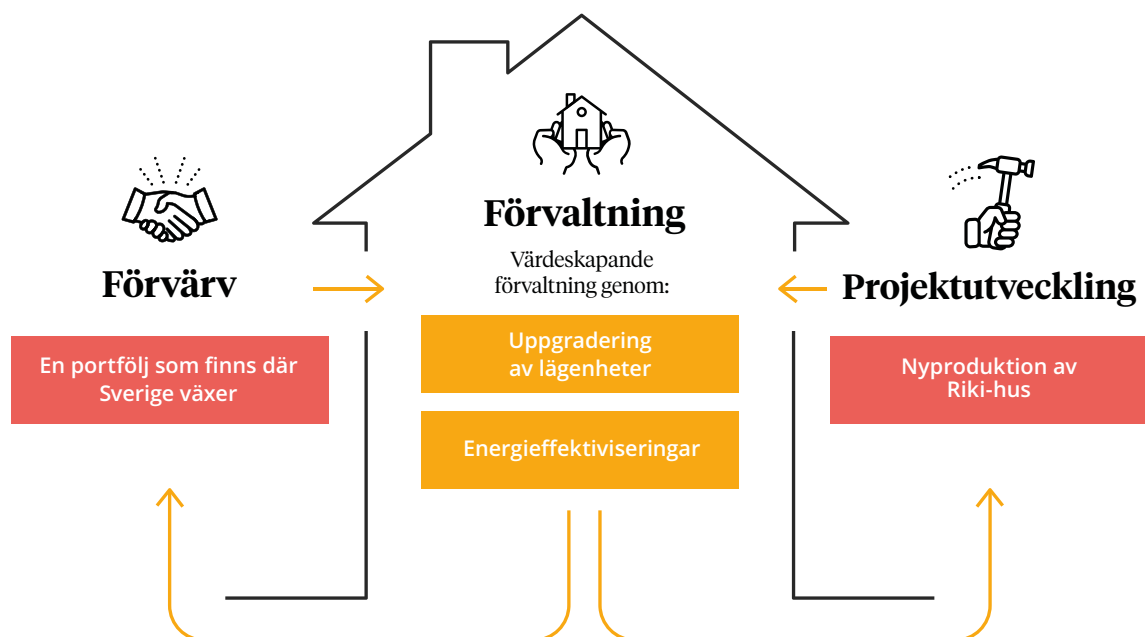 Förvärv
En portfölj som finns där
Sverige växer
Förvaltning
Värdeskapande
förvaltning genom:
Uppgradering
av lägenheter
Energieffektiviseringar
Projektutveckling
Nyproduktion av
Riki-hus